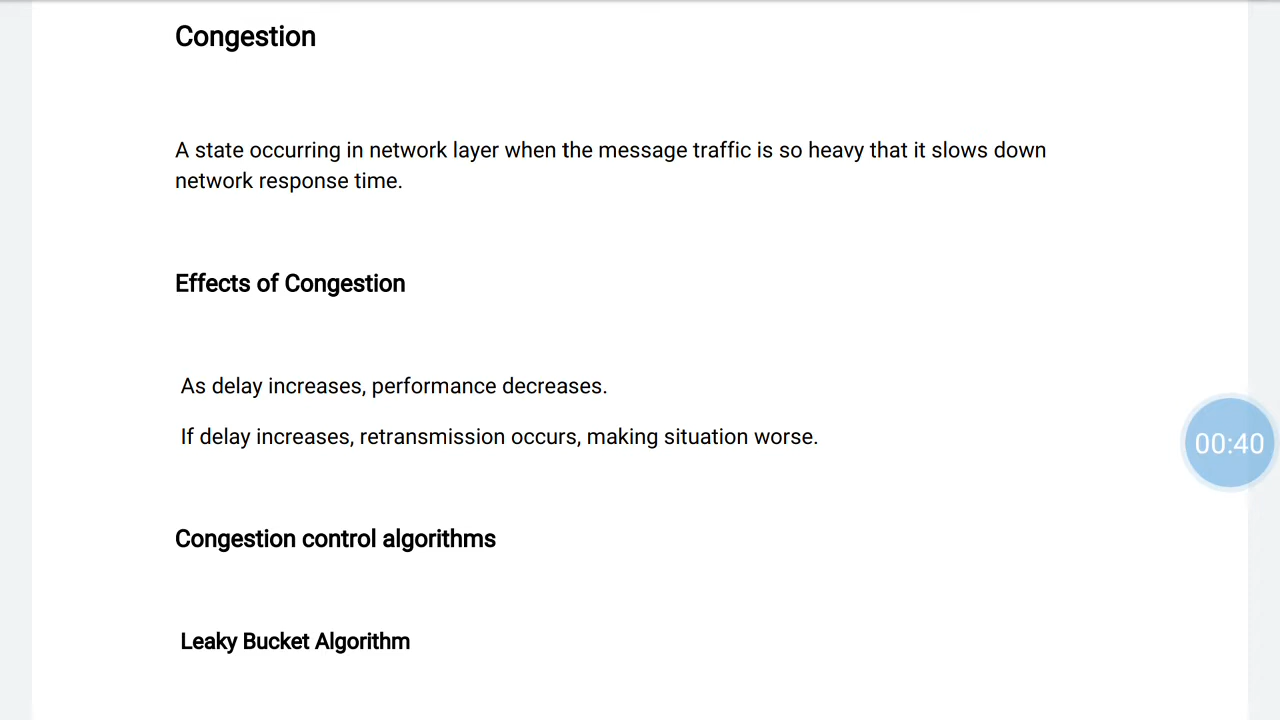 Congestion
A state occurring in network layer when the message traffic is so heavy that it slows down
network response time.
Effects of Congestion
As delay increases, performance decreases.
If delay increases, retransmission occurs, making situation worse.
00:40
Congestion control algorithms
Leaky Bucket Algorithm